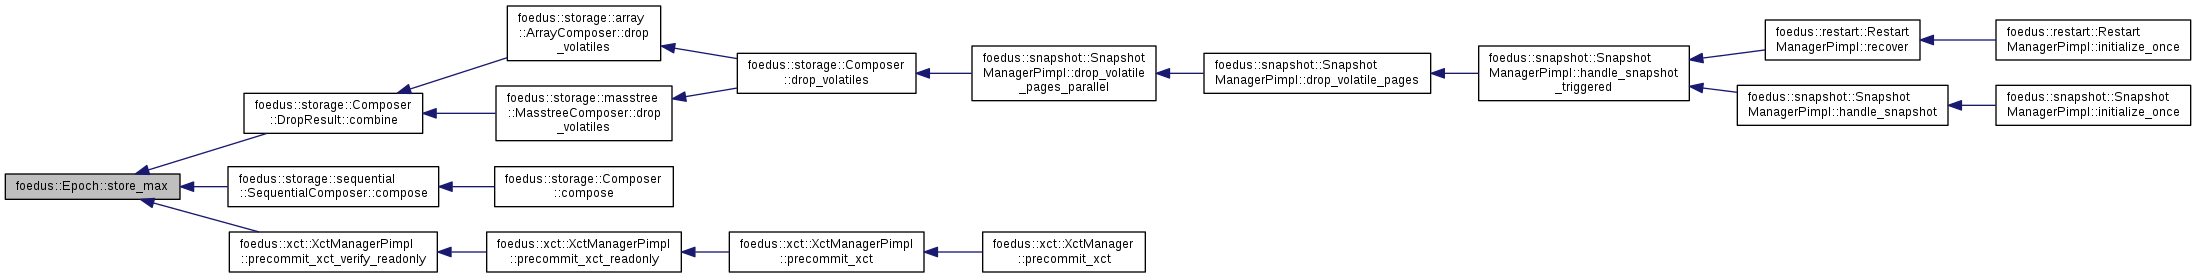 foedus::Epoch::store_max
foedus::storage::Composer
::DropResult::combine
foedus::storage::array
::ArrayComposer::drop
_volatiles
foedus::storage::masstree
::MasstreeComposer::drop
_volatiles
foedus::storage::Composer
::drop_volatiles
foedus::snapshot::Snapshot
ManagerPimpl::drop_volatile
_pages_parallel
foedus::snapshot::Snapshot
ManagerPimpl::drop_volatile_pages
foedus::snapshot::Snapshot
ManagerPimpl::handle_snapshot
_triggered
foedus::restart::Restart
ManagerPimpl::recover
foedus::restart::Restart
ManagerPimpl::initialize_once
foedus::snapshot::Snapshot
ManagerPimpl::handle_snapshot
foedus::snapshot::Snapshot
ManagerPimpl::initialize_once
foedus::storage::sequential
::SequentialComposer::compose
foedus::storage::Composer
::compose
foedus::xct::XctManagerPimpl
::precommit_xct_verify_readonly
foedus::xct::XctManagerPimpl
::precommit_xct_readonly
foedus::xct::XctManagerPimpl
::precommit_xct
foedus::xct::XctManager
::precommit_xct